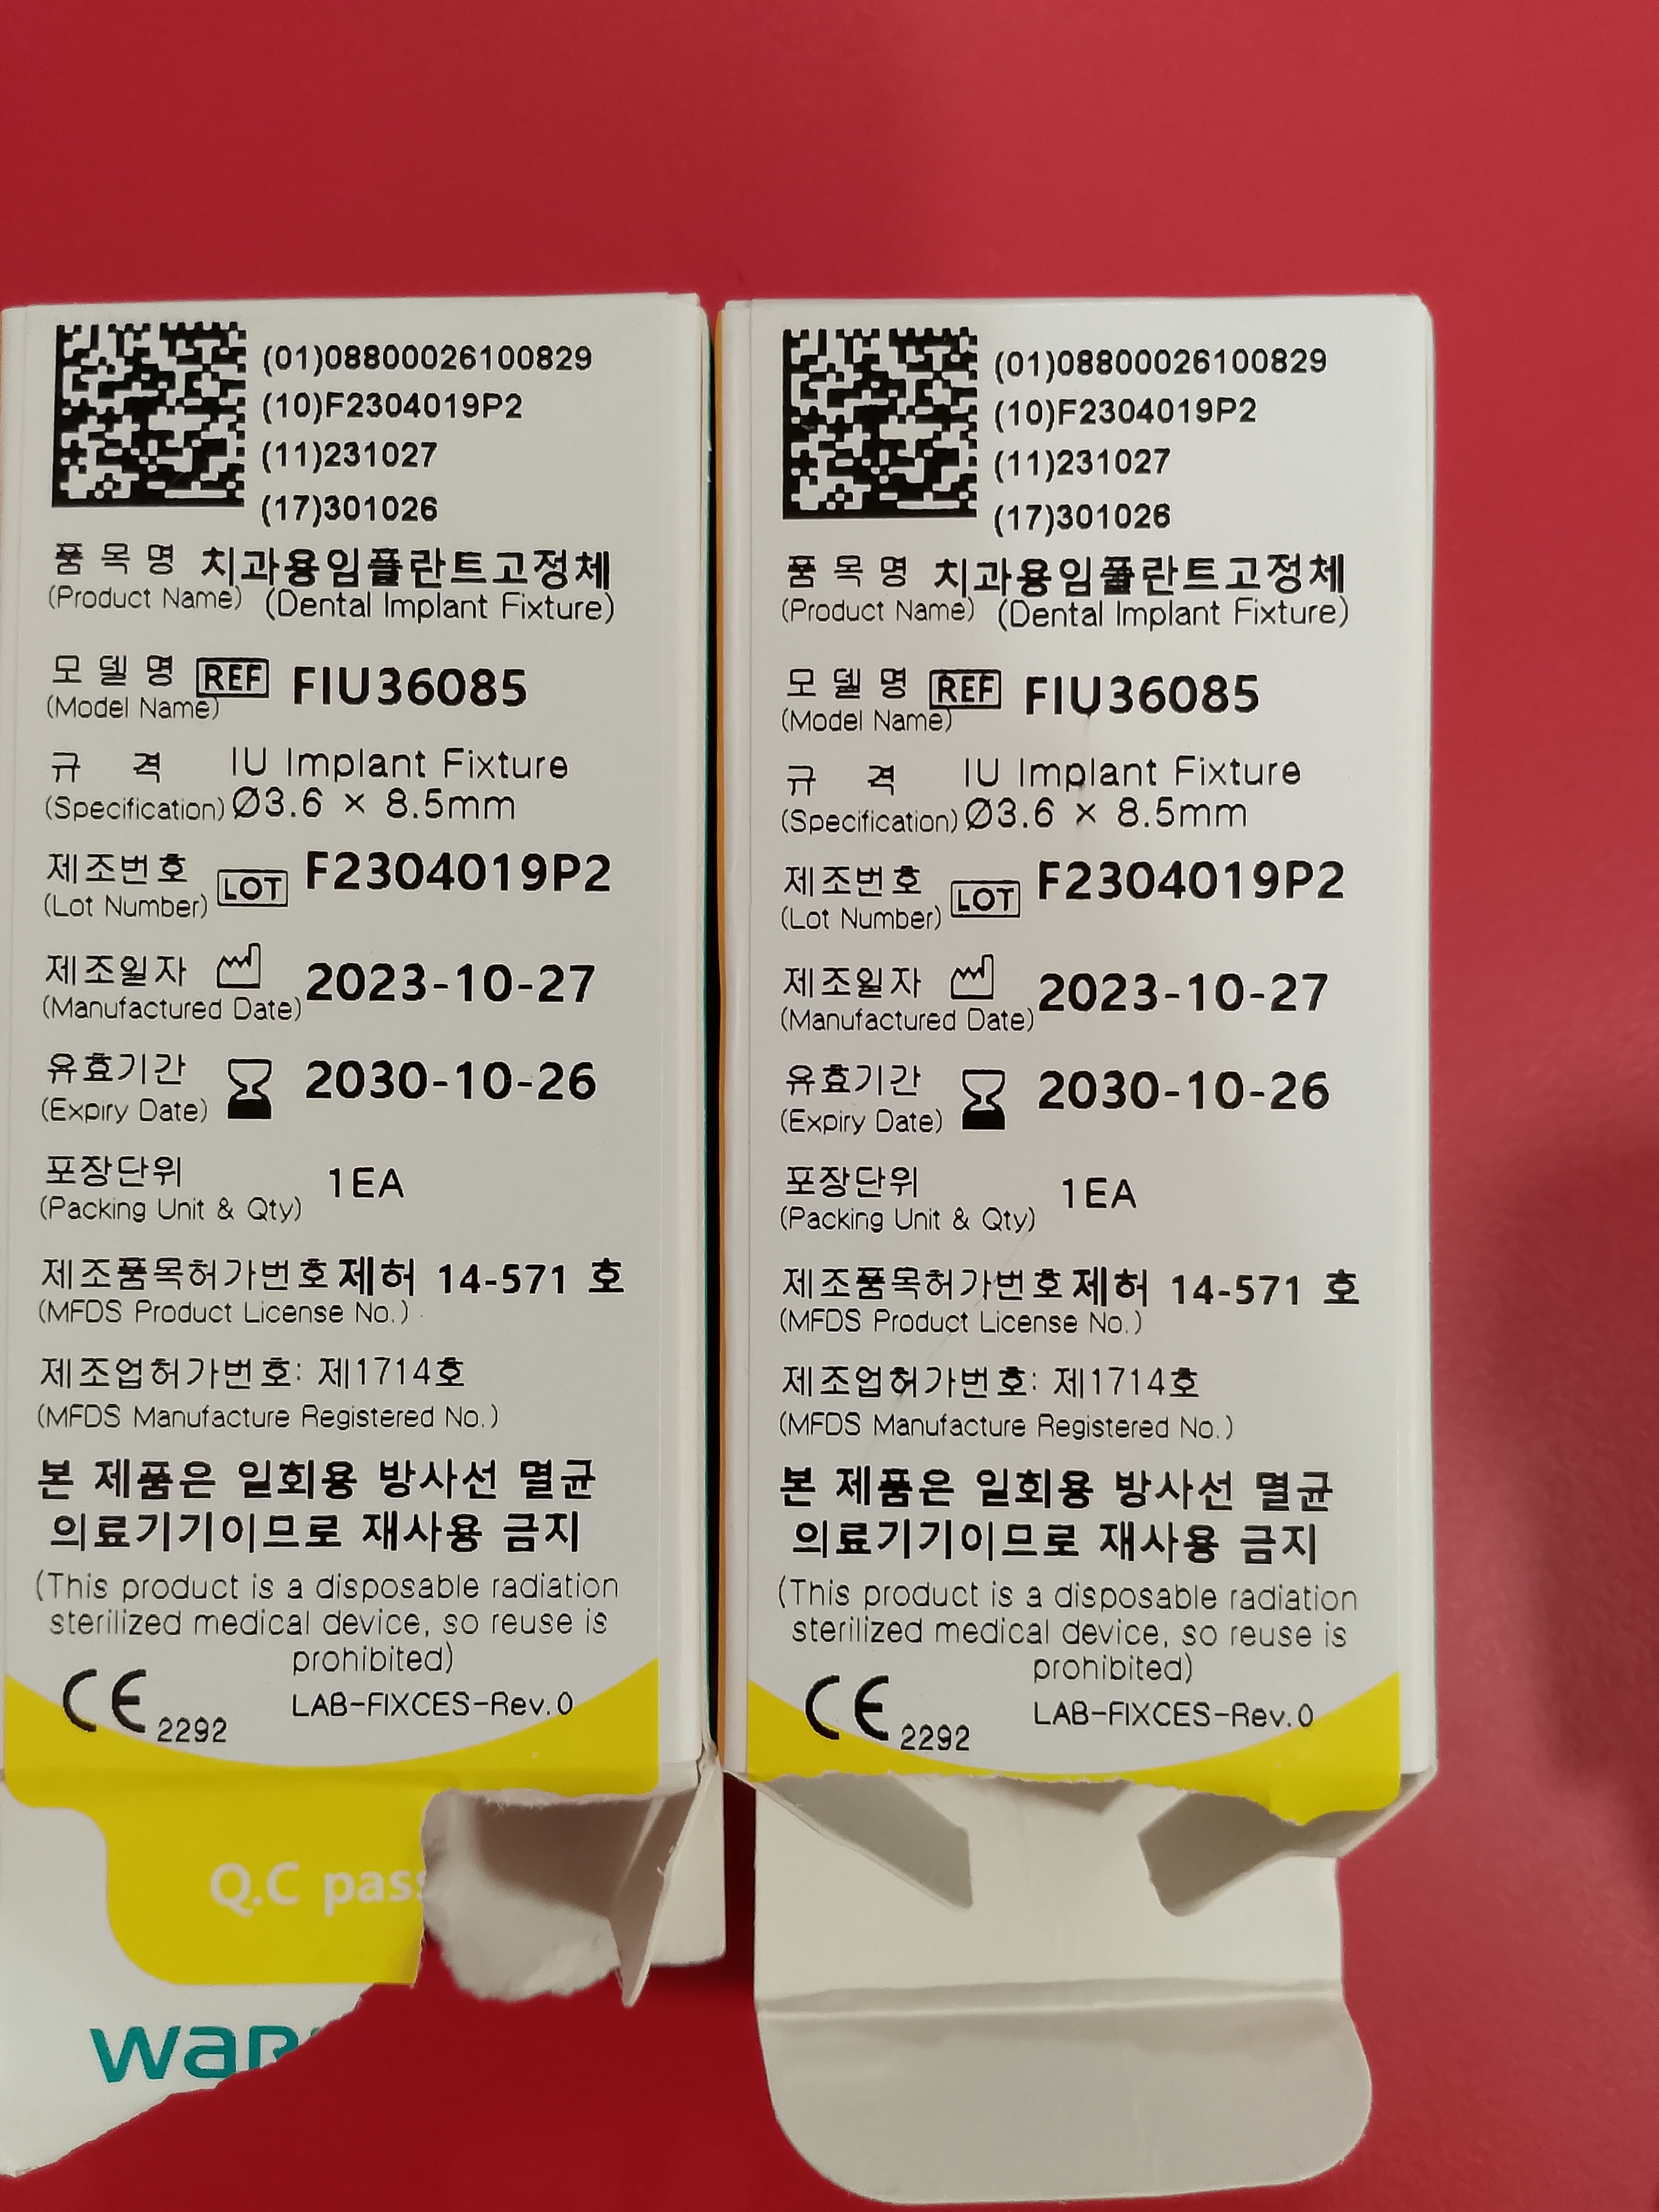 (01)08800026100829
(10)F2304019P2
(11)231027
(17)301026
품 목 명 치과용임플란트고정체
(Product Name) (Dental Implant Fixture)
모 델 명 REF FIU36085
(Model Name)
규 격 IU Implant Fixture
(Specification) Ø3.6 × 8.5mm
제조번호 LOT F2304019P2
(Lot Number)
제조일자 2023-10-27
(Manufactured Date)
유효기간 2030-10-26
(Expiry Date)
포장단위 1EA
(Packing Unit & Qty)
제조품목허가번호 제허 14-571 호
(MFDS Product License No.)
제조업허가번호: 제1714호
(MFDS Manufacture Registered No.)
본 제품은 일회용 방사선 멸균
의료기기이므로 재사용 금지
(This product is a disposable radiation
sterilized medical device, so reuse is
prohibited)
CE 2292 LAB-FIXCES-Rev.0
Q.C pass
(01)08800026100829
(10)F2304019P2
(11)231027
(17)301026
품 목 명 치과용임플란트고정체
(Product Name) (Dental Implant Fixture)
모 델 명 REF FIU36085
(Model Name)
규 격 IU Implant Fixture
(Specification) Ø3.6 × 8.5mm
제조번호 LOT F2304019P2
(Lot Number)
제조일자 2023-10-27
(Manufactured Date)
유효기간 2030-10-26
(Expiry Date)
포장단위 1EA
(Packing Unit & Qty)
제조품목허가번호 제허 14-571 호
(MFDS Product License No.)
제조업허가번호: 제1714호
(MFDS Manufacture Registered No.)
본 제품은 일회용 방사선 멸균
의료기기이므로 재사용 금지
(This product is a disposable radiation
sterilized medical device, so reuse is
prohibited)
CE 2292 LAB-FIXCES-Rev.0